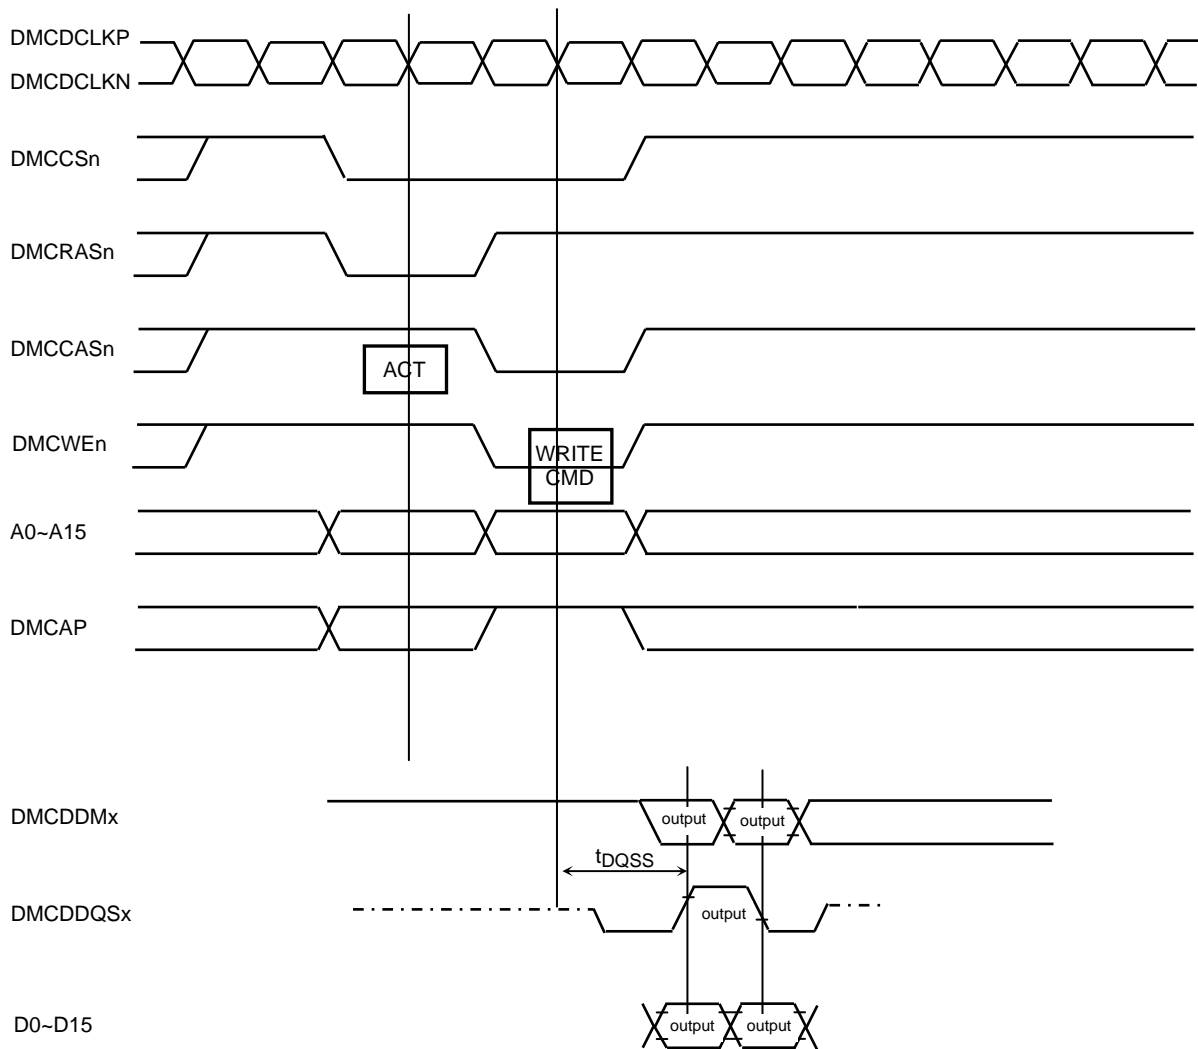 DMCDCLKP
DMCDCLKN
DMCCSn
DMCRASn
DMCCASn
ACT
DMCWEn
WRITE
CMD
A0~A15
DMCAP
DMCDDMx
output output
tDQSS
DMCDDQSx
output
D0~D15
output output